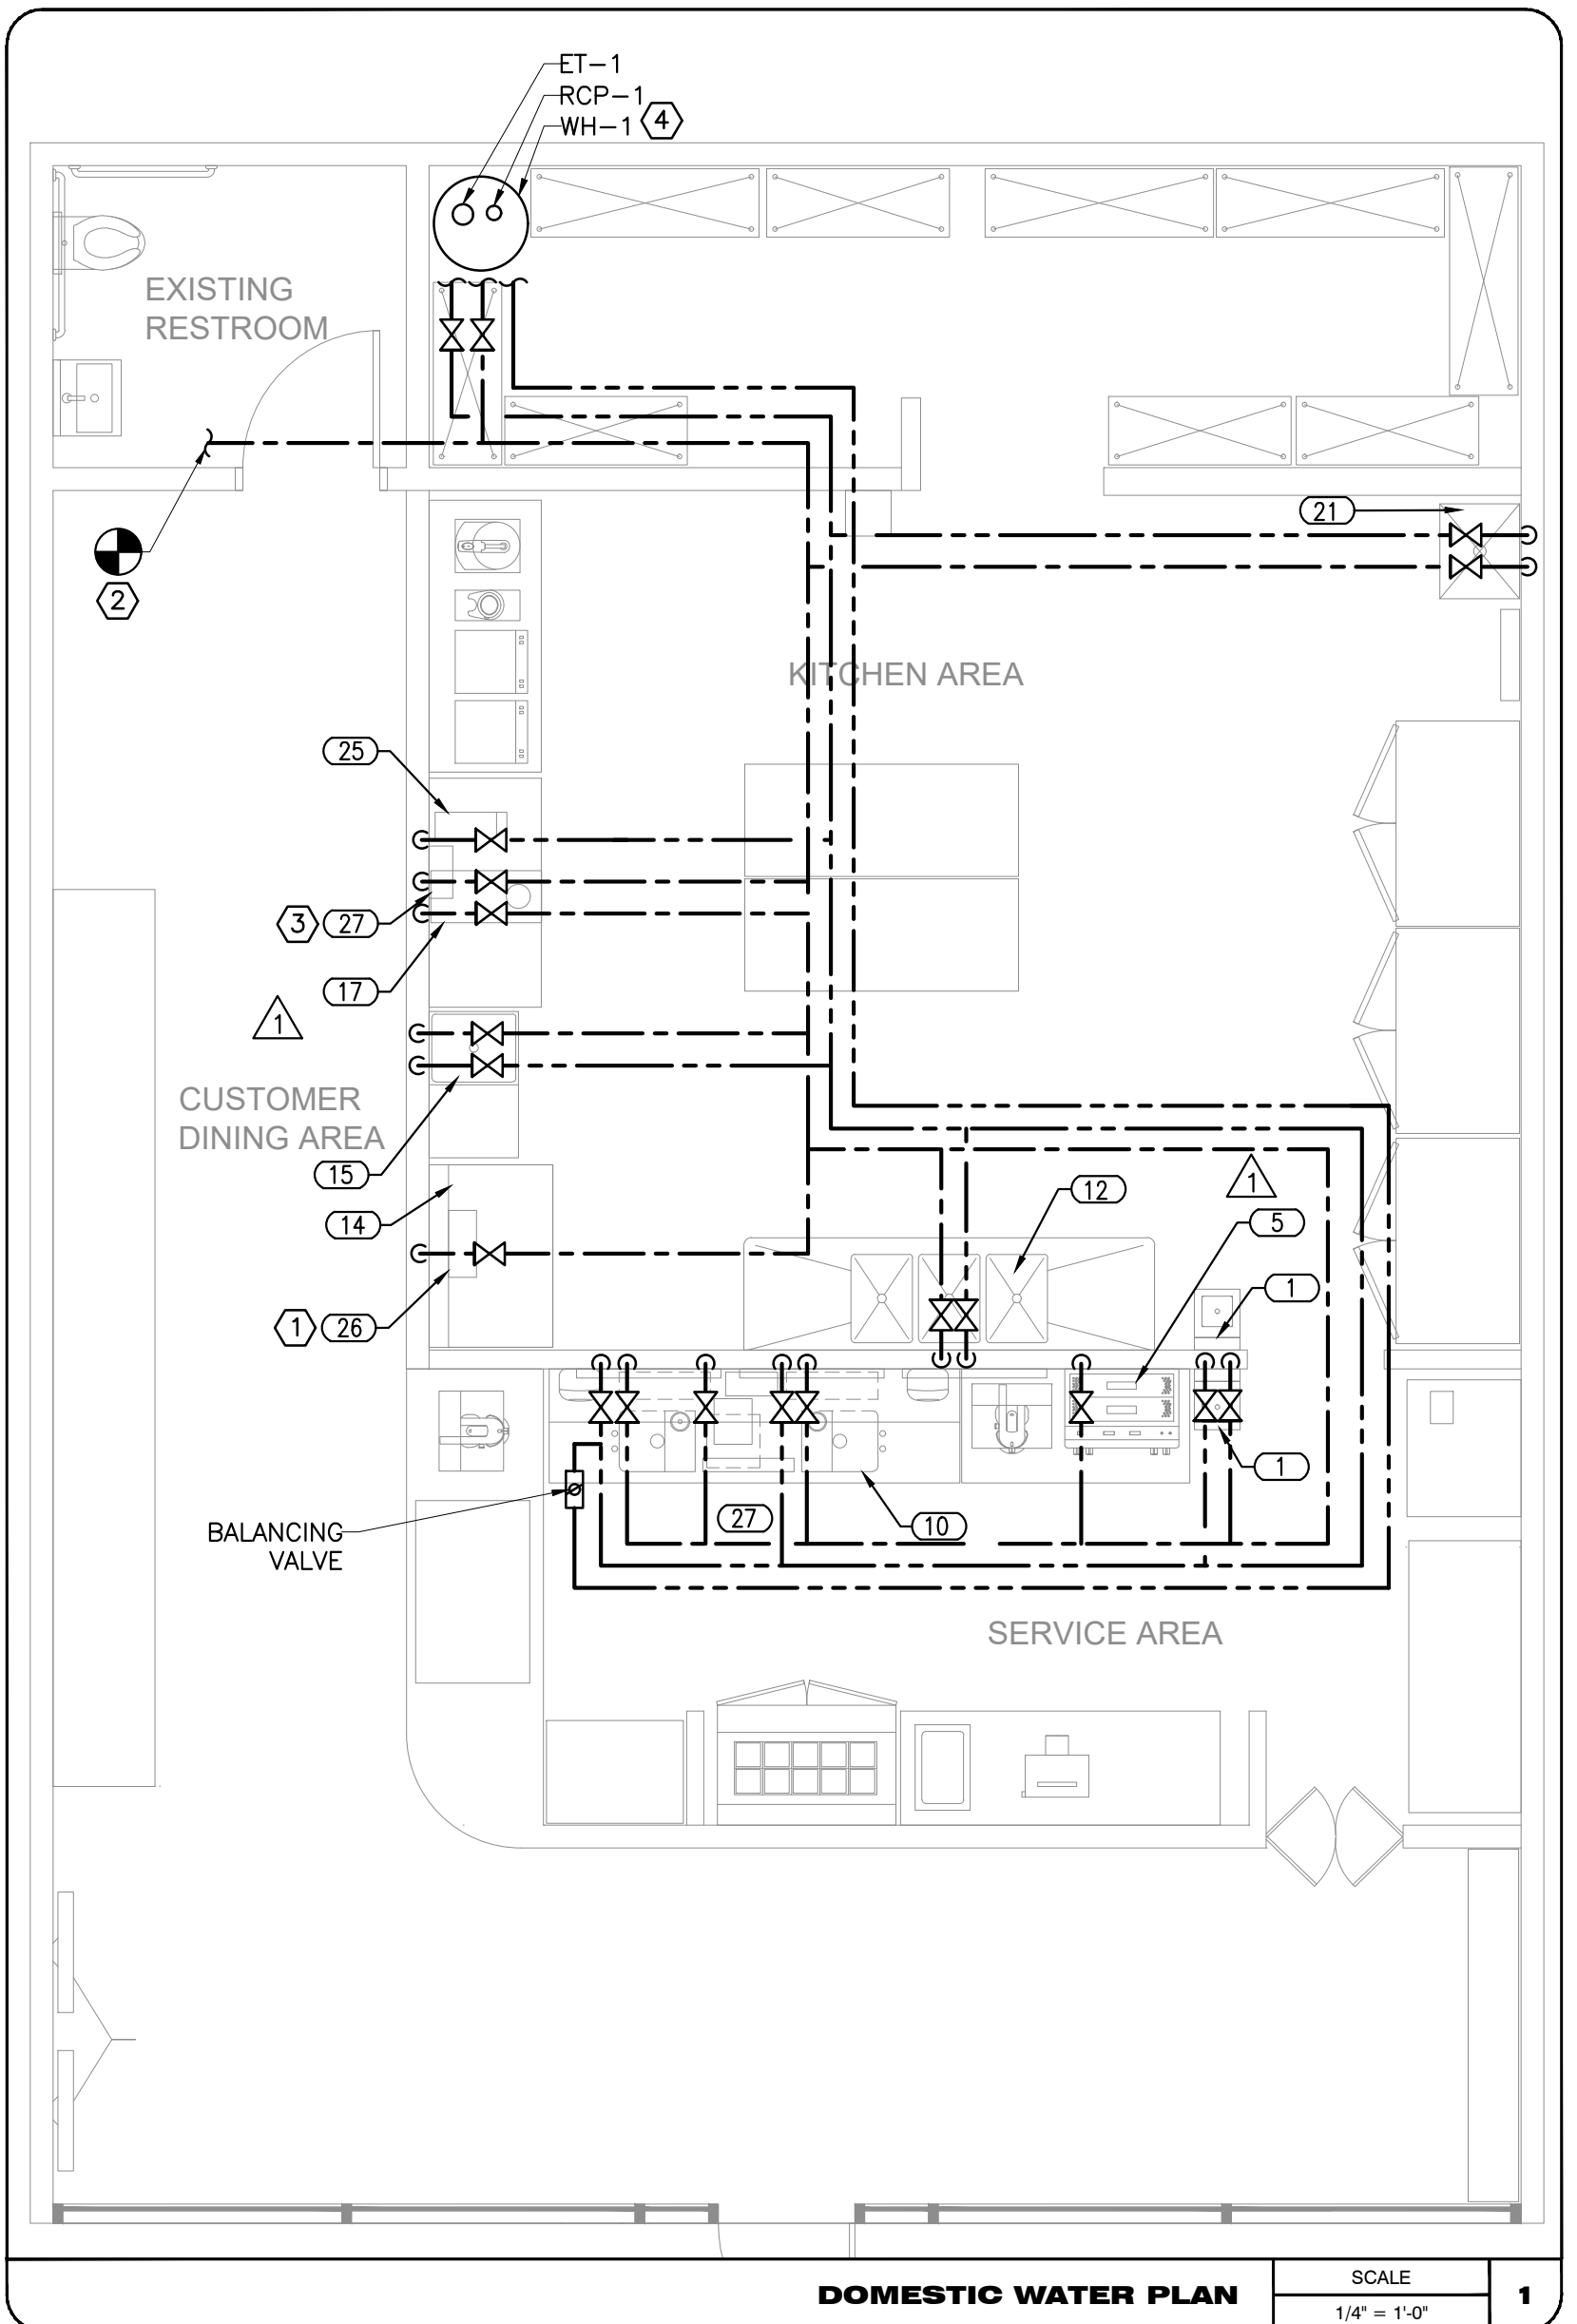 ET-1
RCP-1
WH-1 4
EXISTING
RESTROOM
21
2
KITCHEN AREA
25
3 27
17
1
CUSTOMER
DINING AREA
15
12
1
14
5
1
1 26
1
27
10
BALANCING
VALVE
SERVICE AREA
DOMESTIC WATER PLAN
SCALE
1/4" = 1'-0"
1